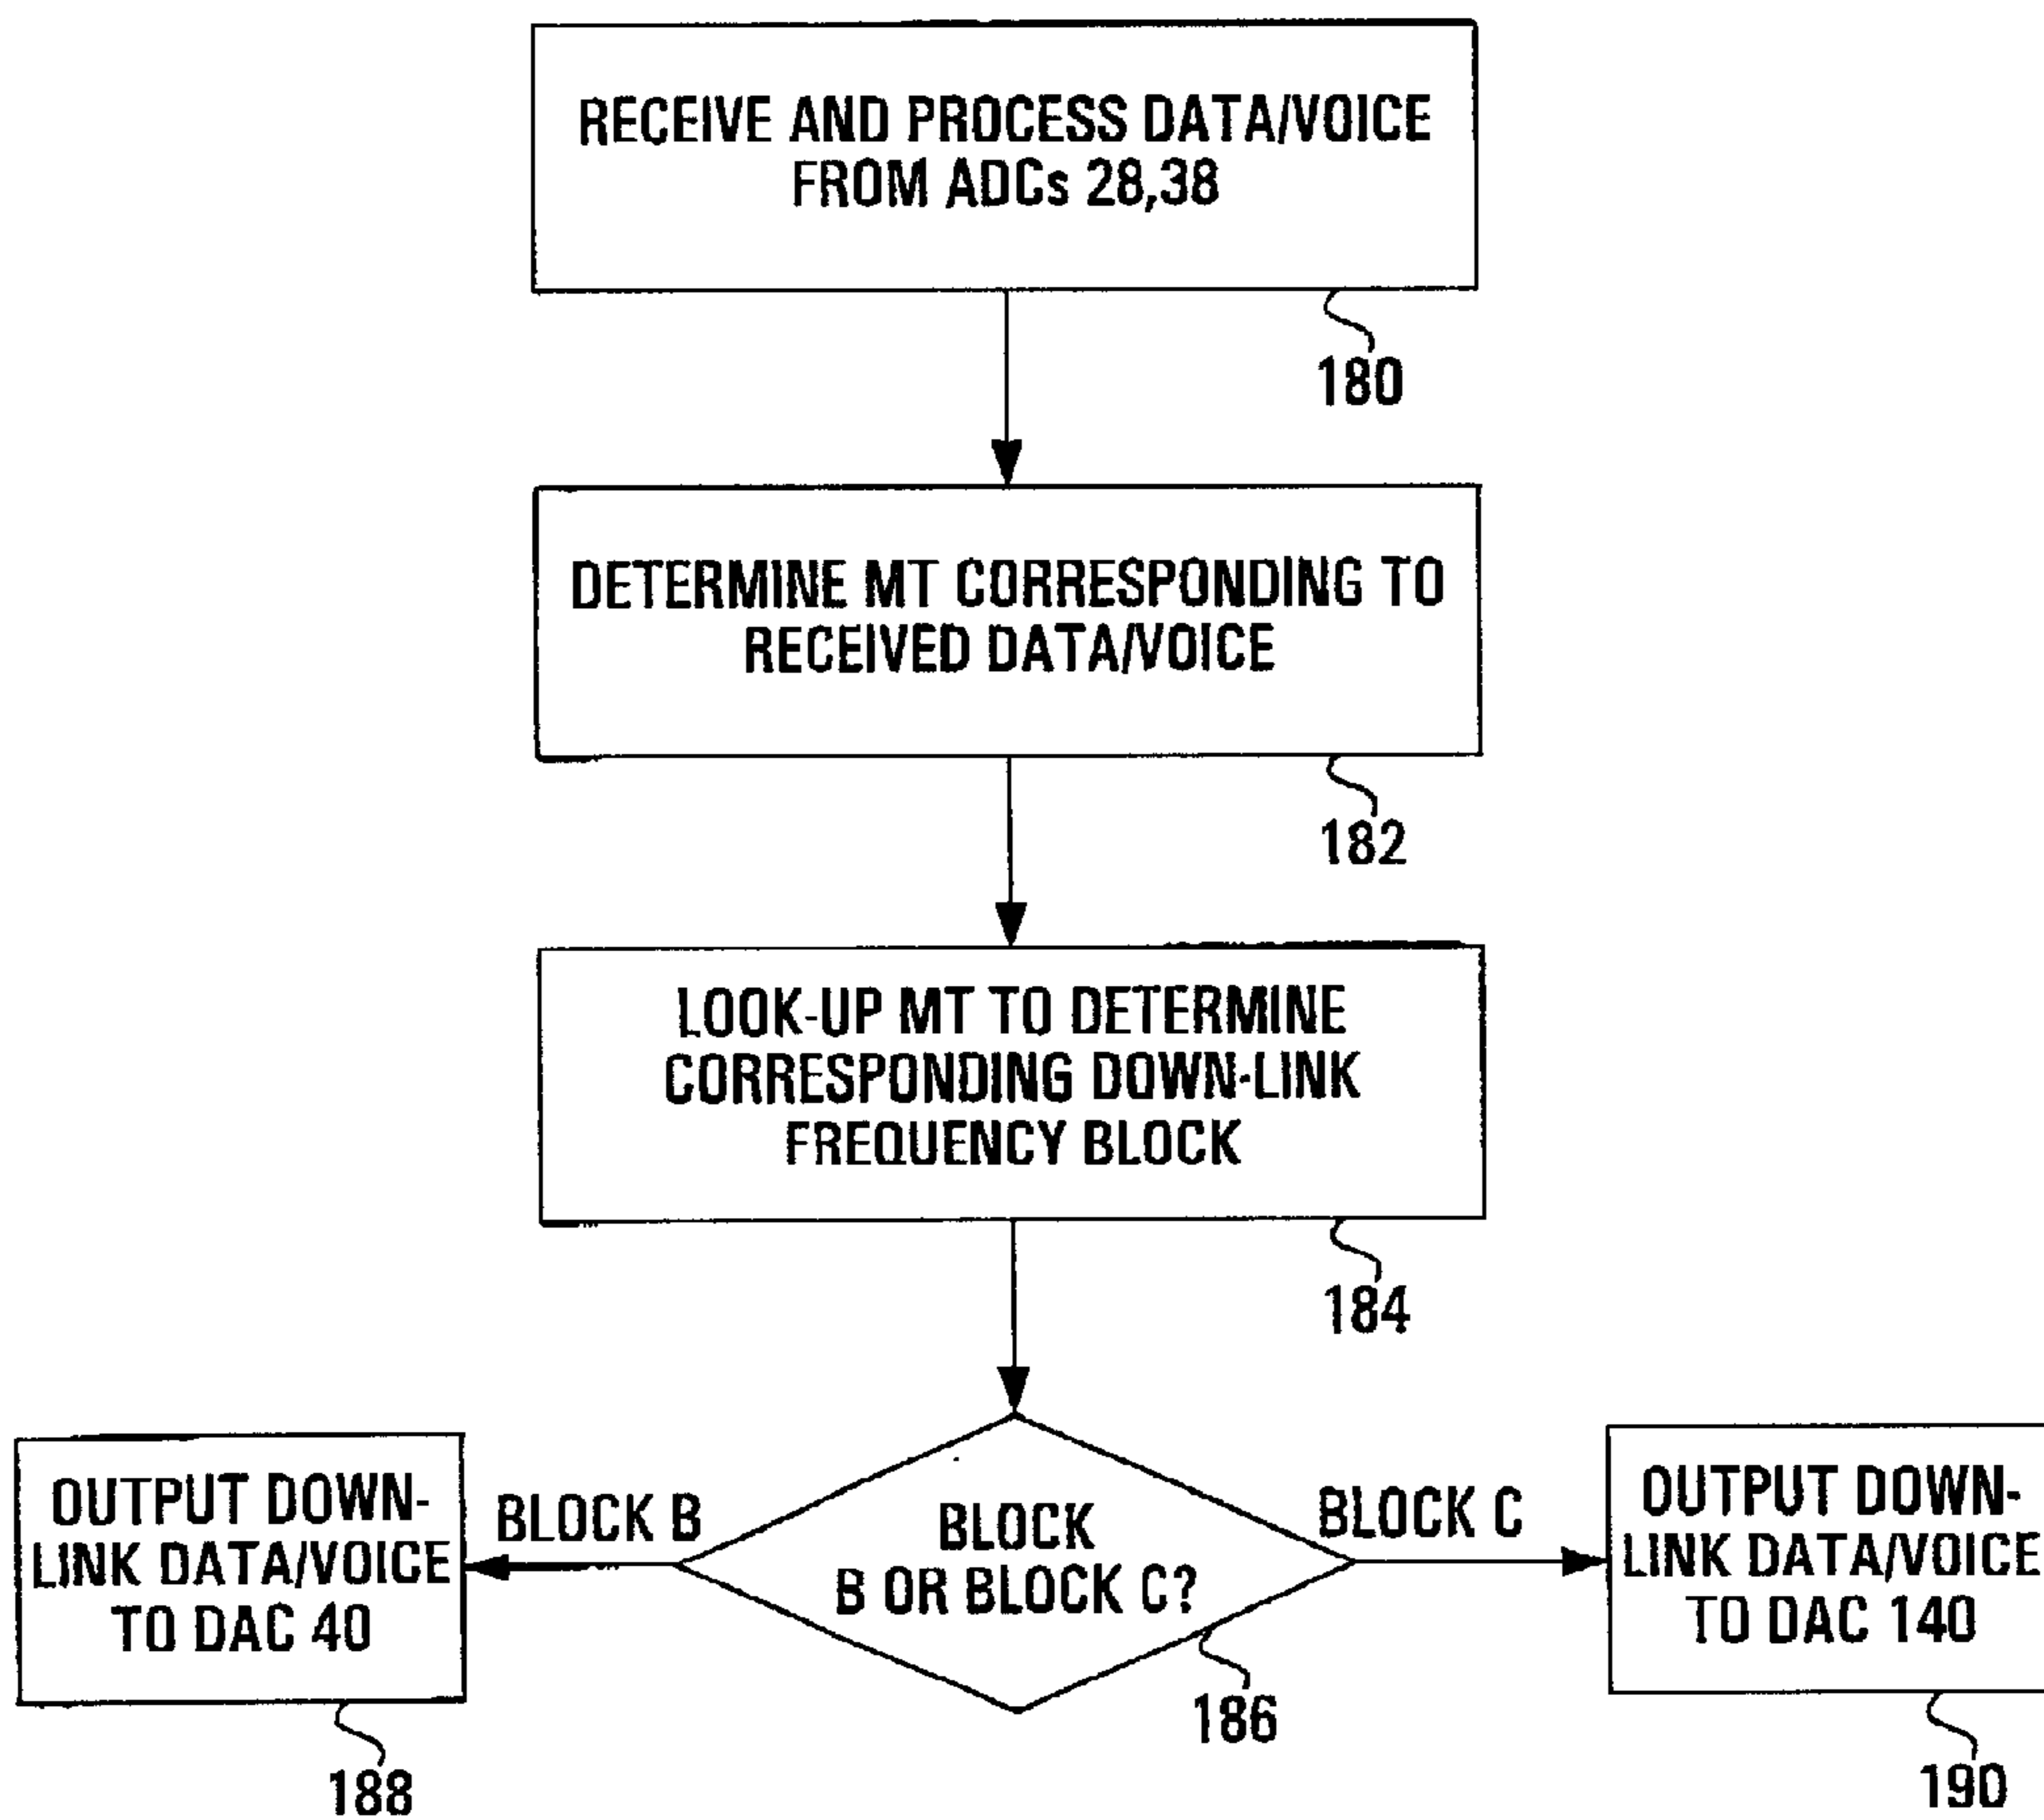 RECEIVE AND PROCESS DATA/VOICE
FROM ADCs 28,38
180
DETERMINE MT CORRESPONDING TO
RECEIVED DATA/VOICE
182
LOOK-UP MT TO DETERMINE
CORRESPONDING DOWN-LINK
FREQUENCY BLOCK
184
OUTPUT DOWN-
LINK DATA/VOICE
TO DAC 40
188
BLOCK B
BLOCK
B OR BLOCK C?
186
BLOCK C
OUTPUT DOWN-
LINK DATA/VOICE
TO DAC 140
190